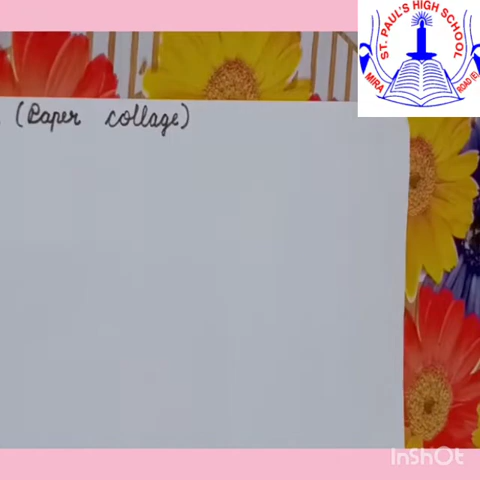 (Paper collage)
ST. PAUL'S HIGH SCHOOL
MIRA
ROAD (E)
InShOt